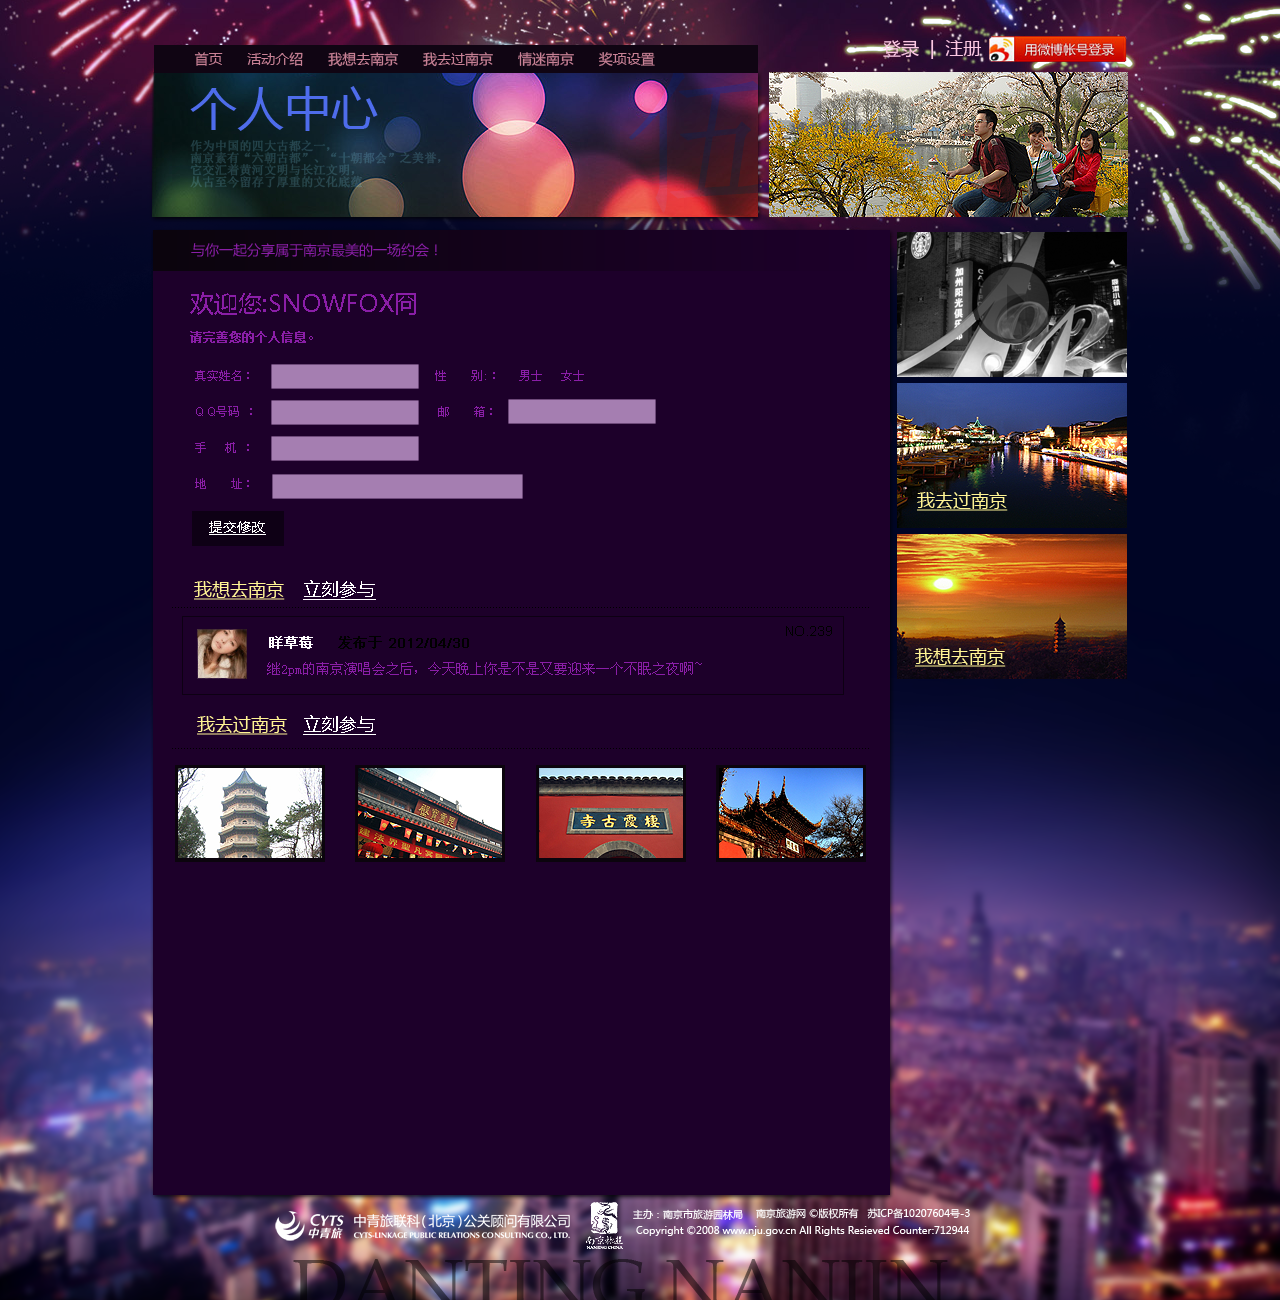 登录 | 注册 用微博帐号登录
首页 活动介绍 我想去南京 我去过南京 情迷南京 奖项设置
个人中心
伍
作为中国的四大古都之一，
南京素有“六朝古都”、“十朝都会”之美誉，
它交汇着黄河文明与长江文明，
从古至今留存了厚重的文化底蕴
与你一起分享属于南京最美的一场约会！
欢迎您:SNOWFOX冏
请完善您的个人信息。
真实姓名： 性 别:： 男士 女士
Q Q号码 ： 邮 箱：
手 机 ：
地 址：
提交修改
加州阳光俱乐部
我去过南京
我想去南京
我想去南京 立刻参与
NO.239
咩草莓 发布于 2012/04/30
继2pm的南京演唱会之后，今天晚上你是不是又要迎来一个不眠之夜啊~
我去过南京 立刻参与
寺古霞棲
CYTS 中青旅 中青旅联科(北京)公关顾问有限公司
CYTS-LINKAGE PUBLIC RELATIONS CONSULTING CO., LTD.
南京旅游
NANJING CHINA
主办：南京市旅游园林局 南京旅游网 ©版权所有 苏ICP备10207604号-3
Copyright ©2008 www.nju.gov.cn All Rights Resieved Counter:712944
DANTING NANJIN